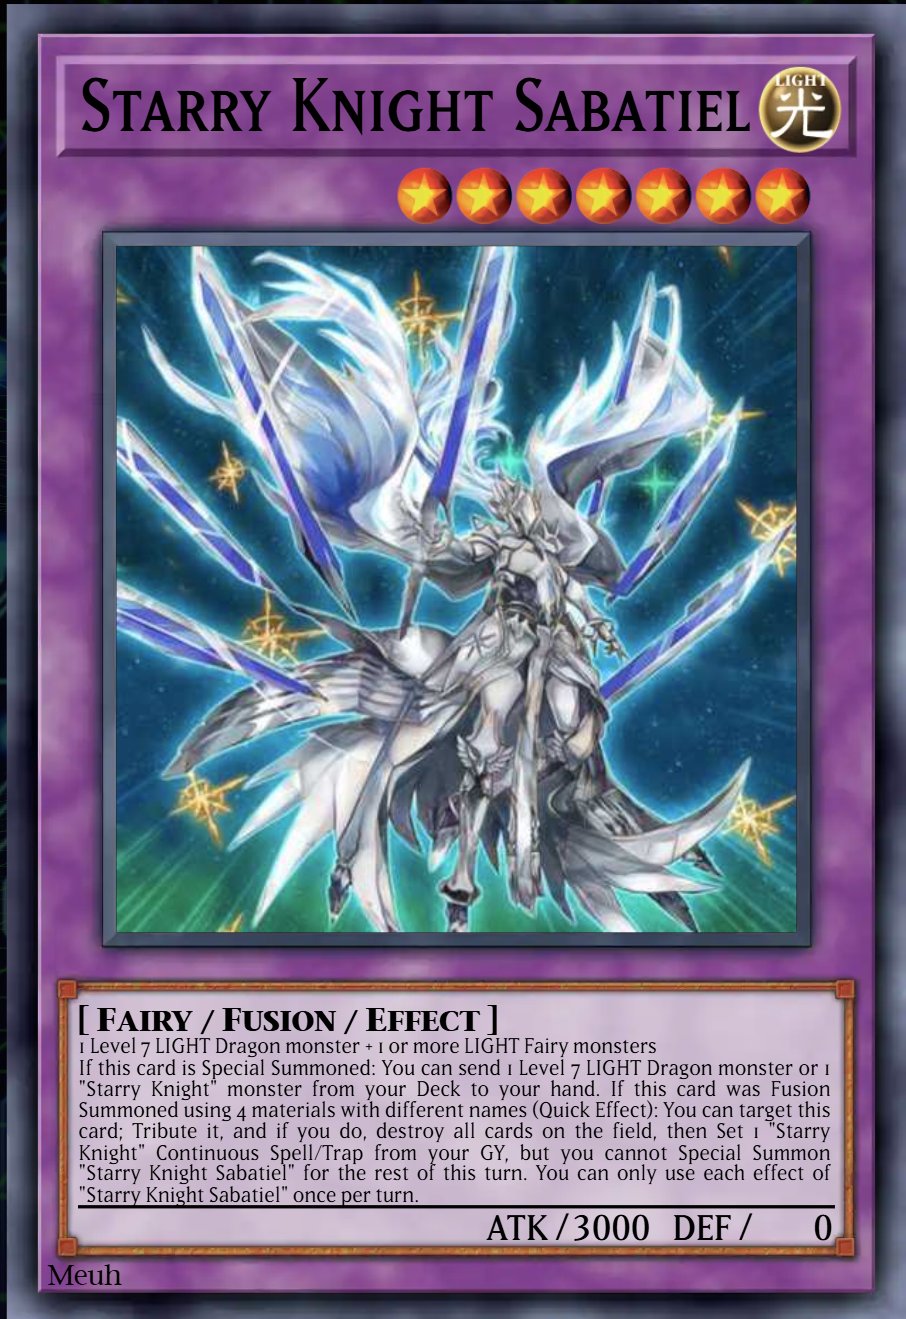 STARRY KNIGHT SABATIEL
LIGHT
光
[ FAIRY / FUSION / EFFECT ]
1 Level 7 LIGHT Dragon monster + 1 or more LIGHT Fairy monsters
If this card is Special Summoned: You can send 1 Level 7 LIGHT Dragon monster or 1
"Starry Knight" monster from your Deck to your hand. If this card was Fusion
Summoned using 4 materials with different names (Quick Effect): You can target this
card; Tribute it, and if you do, destroy all cards on the field, then Set 1 "Starry
Knight" Continuous Spell/Trap from your GY, but you cannot Special Summon
"Starry Knight Sabatiel" for the rest of this turn. You can only use each effect of
"Starry Knight Sabatiel" once per turn.
ATK / 3000 DEF / 0
Meuh